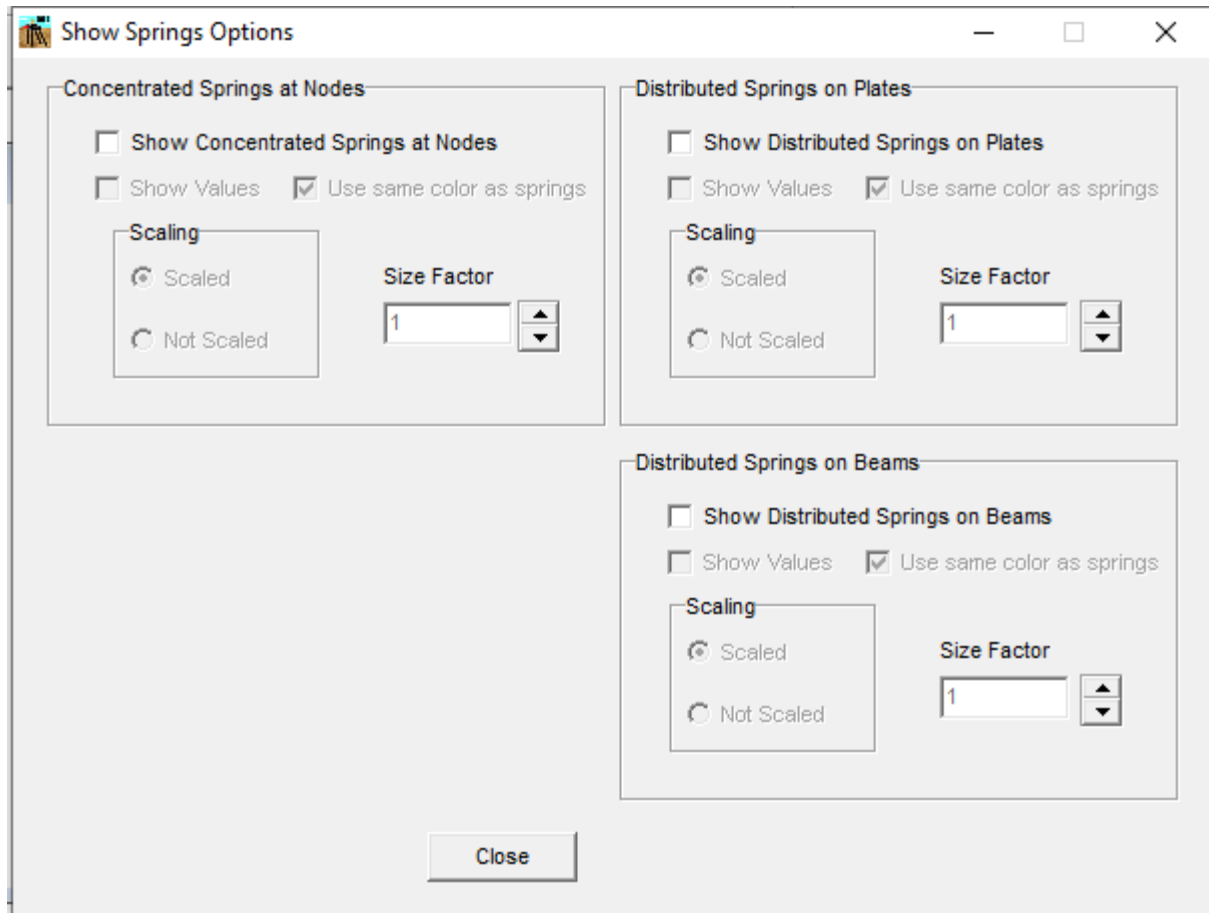 Show Springs Options
Concentrated Springs at Nodes
Show Concentrated Springs at Nodes
Show Values Use same color as springs
Scaling
Scaled
Not Scaled
Size Factor
1
Distributed Springs on Plates
Show Distributed Springs on Plates
Show Values Use same color as springs
Scaling
Scaled
Not Scaled
Size Factor
1
Distributed Springs on Beams
Show Distributed Springs on Beams
Show Values Use same color as springs
Scaling
Scaled
Not Scaled
Size Factor
1
Close